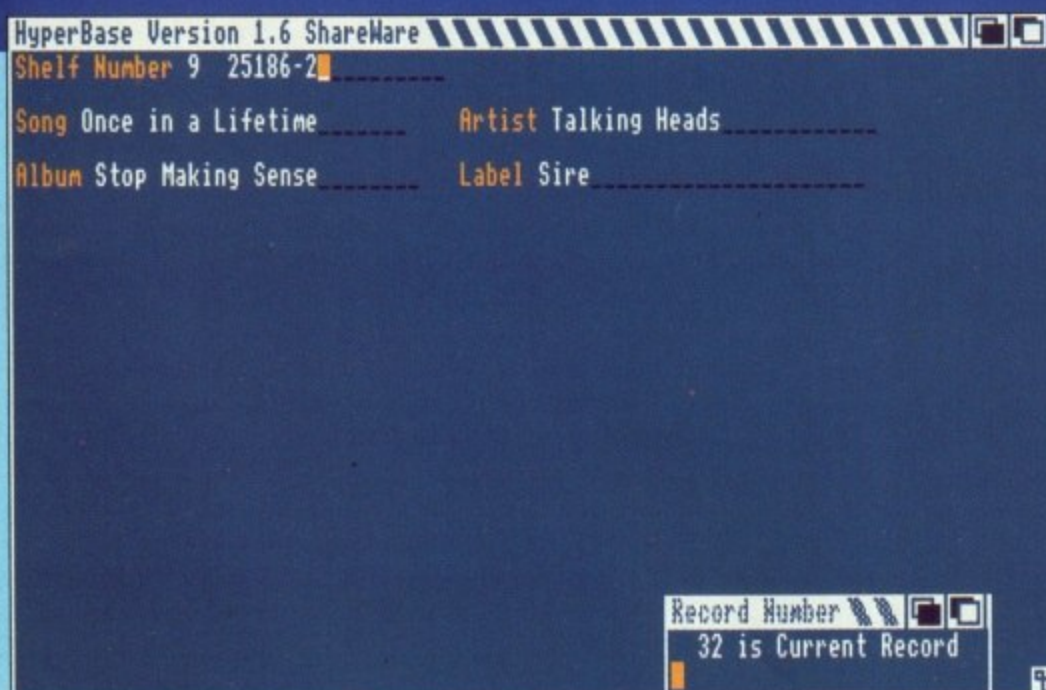 HyperBase Version 1.6 ShareWare
Shelf Number 9 25186-2
Song Once in a Lifetime Artist Talking Heads
Album Stop Making Sense Label Sire
Record Number
32 is Current Record